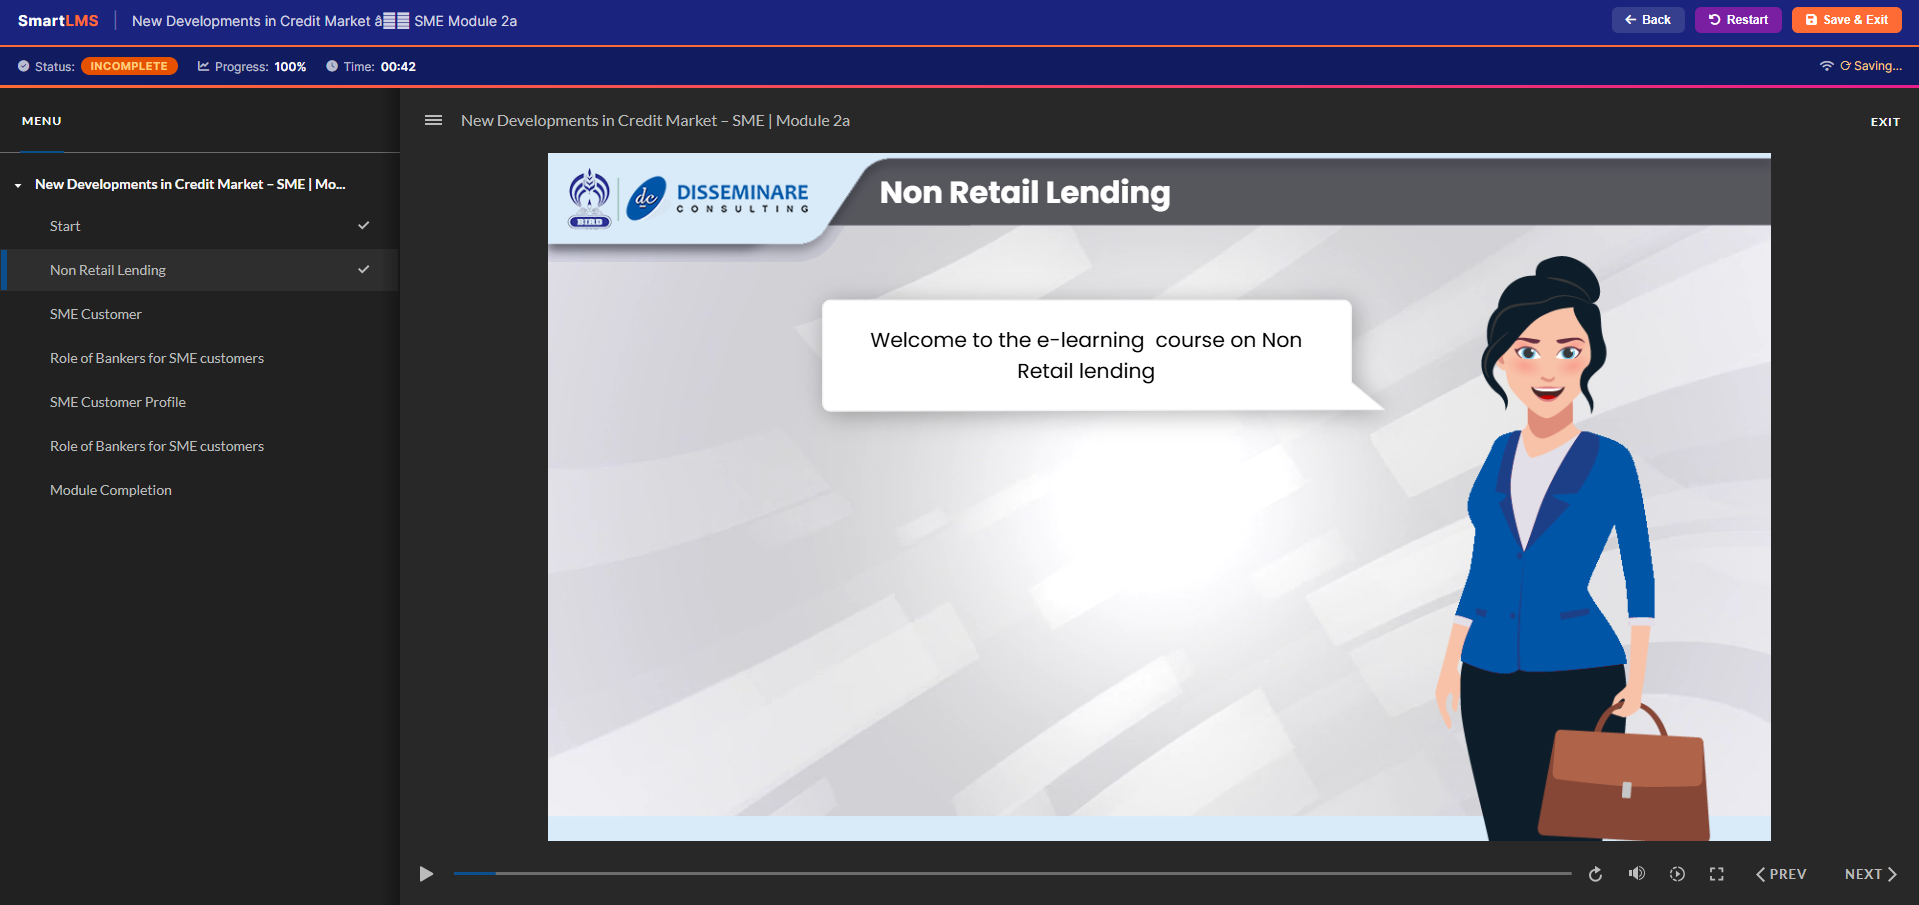 SmartLMS
New Developments in Credit Market â SME Module 2a
Back
Restart
Save & Exit
Status: INCOMPLETE
Progress: 100%
Time: 00:42
Saving...
MENU
New Developments in Credit Market – SME | Mo...
Start
Non Retail Lending
SME Customer
Role of Bankers for SME customers
SME Customer Profile
Role of Bankers for SME customers
Module Completion
New Developments in Credit Market – SME | Module 2a
EXIT
BIRD
dc
DISSEMINARE
CONSULTING
Non Retail Lending
Welcome to the e-learning course on Non
Retail lending
PREV
NEXT